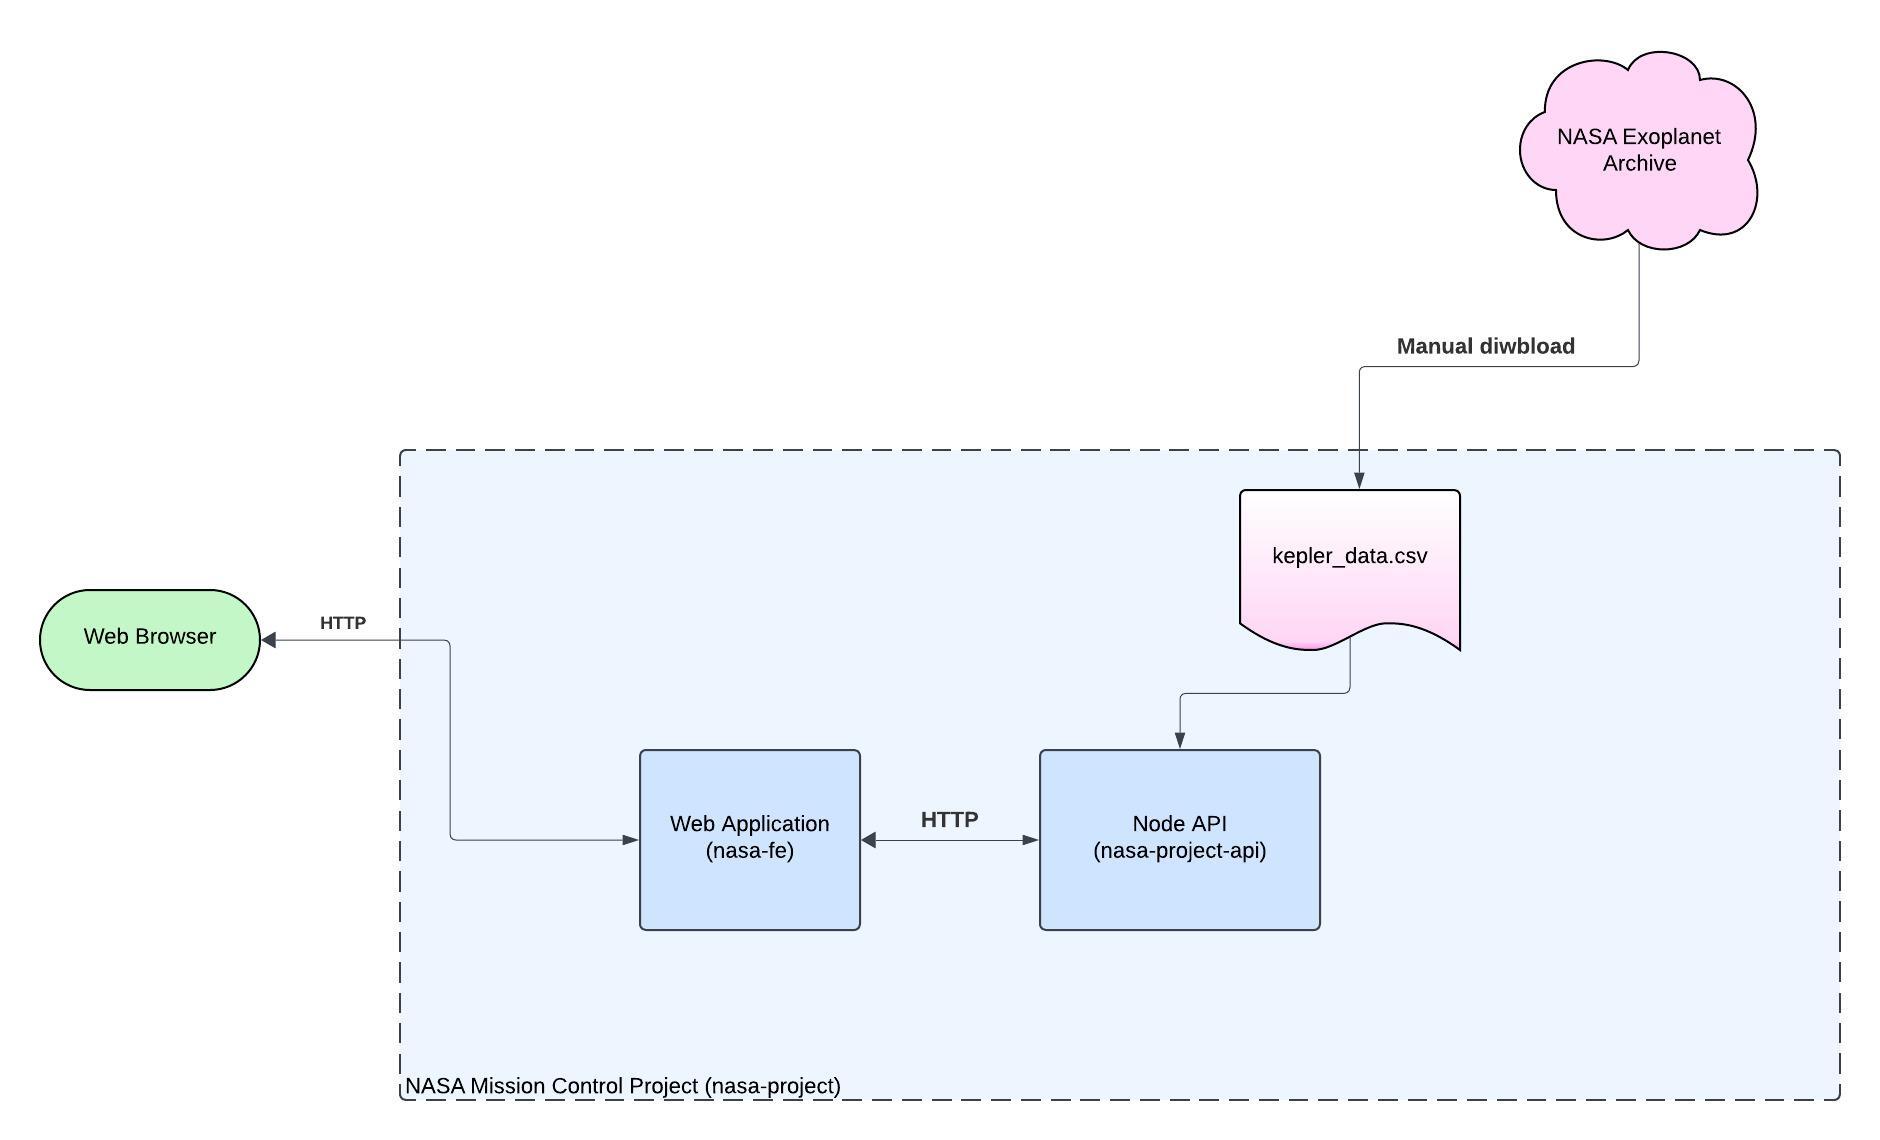 NASA Exoplanet
Archive
Manual diwbload
kepler_data.csv
HTTP
Web Browser
Web Application
(nasa-fe)
HTTP
Node API
(nasa-project-api)
NASA Mission Control Project (nasa-project)